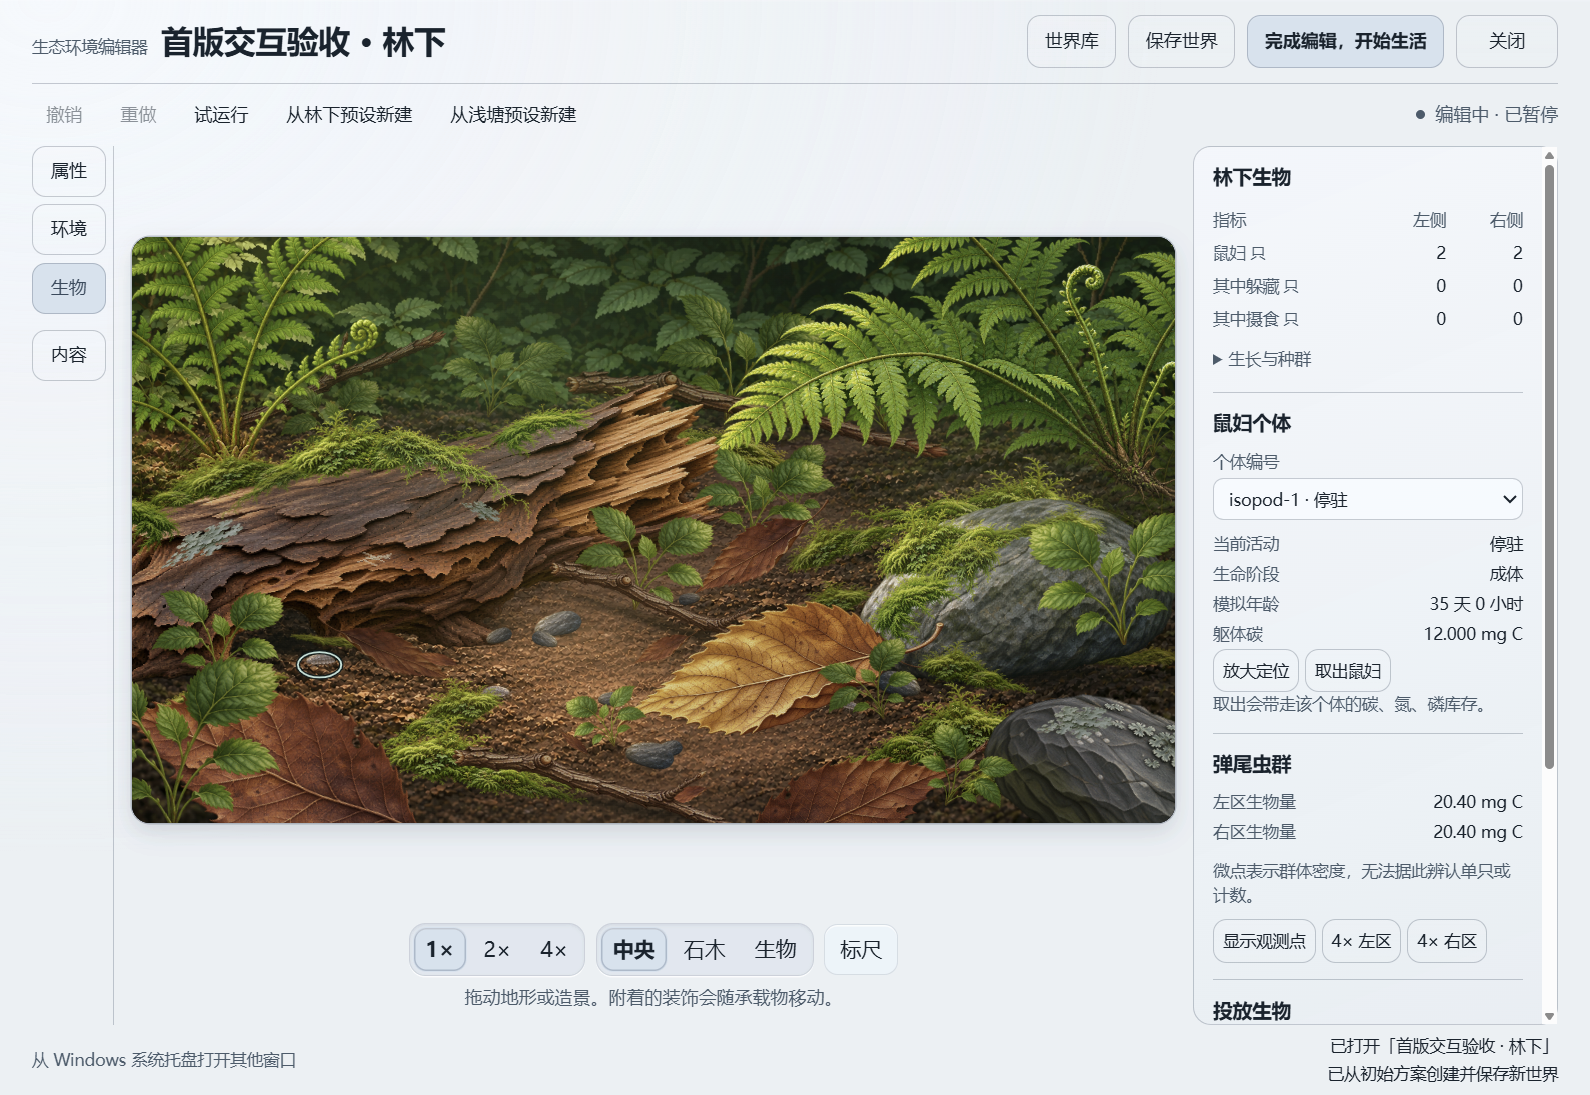 生态环境编辑器 首版交互验收 • 林下
世界库 保存世界 完成编辑，开始生活 关闭
撤销 重做 试运行 从林下预设新建 从浅塘预设新建
编辑中 · 已暂停
属性
环境
生物
内容
林下生物
指标 左侧 右侧
鼠妇 只 2 2
其中躲藏 只 0 0
其中摄食 只 0 0
生长与种群
鼠妇个体
个体编号
isopod-1 · 停驻
当前活动 停驻
生命阶段 成体
模拟年龄 35 天 0 小时
躯体碳 12.000 mg C
放大定位 取出鼠妇
取出会带走该个体的碳、氮、磷库存。
弹尾虫群
左区生物量 20.40 mg C
右区生物量 20.40 mg C
微点表示群体密度，无法据此辨认单只或
计数。
显示观测点 4× 左区 4× 右区
投放生物
1× 2× 4× 中央 石木 生物 标尺
拖动地形或造景。附着的装饰会随承载物移动。
从 Windows 系统托盘打开其他窗口
已打开「首版交互验收 · 林下」
已从初始方案创建并保存新世界